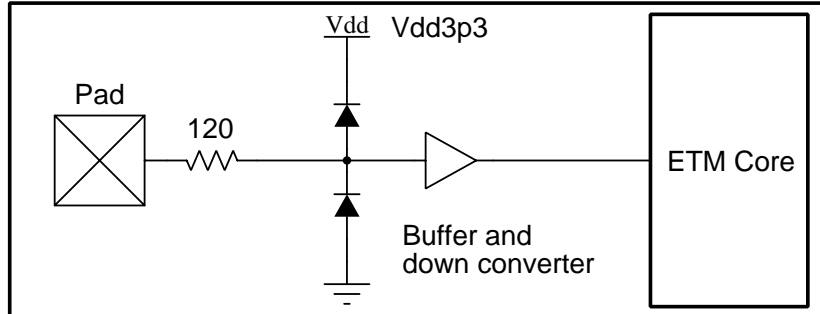 Vdd Vdd3p3
Pad
120
ETM Core
Buffer and
down converter